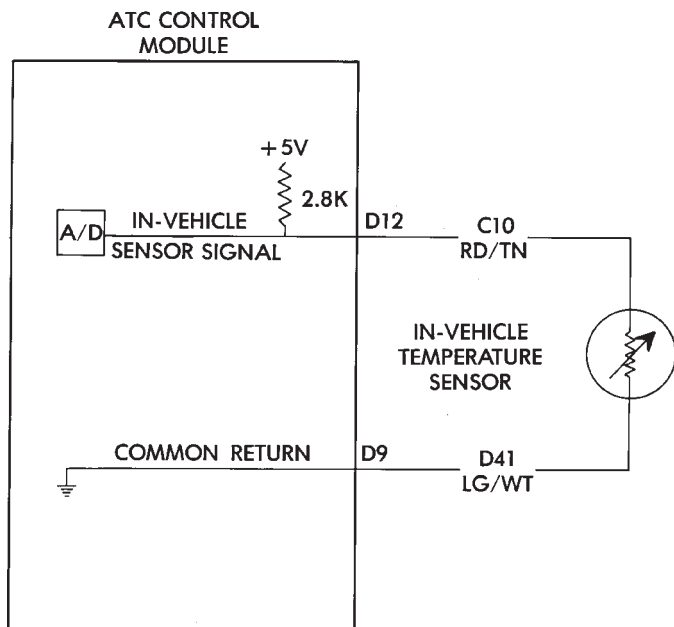 ATC CONTROL
MODULE
+5V
2.8K
A/D
IN-VEHICLE
SENSOR SIGNAL
D12
C10
RD/TN
IN-VEHICLE
TEMPERATURE
SENSOR
COMMON RETURN
D9
D41
LG/WT